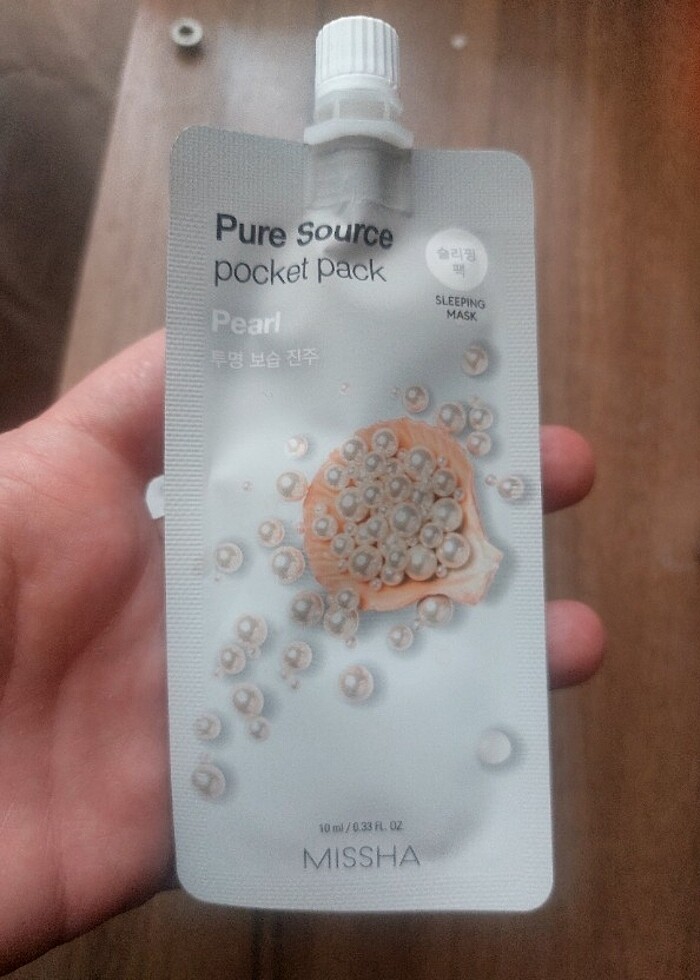 Pure Source
pocket pack
슬리핑
팩
SLEEPING
MASK
Pearl
투명 보습 진주
10 ml / 0.33 FL. OZ
MISSHA